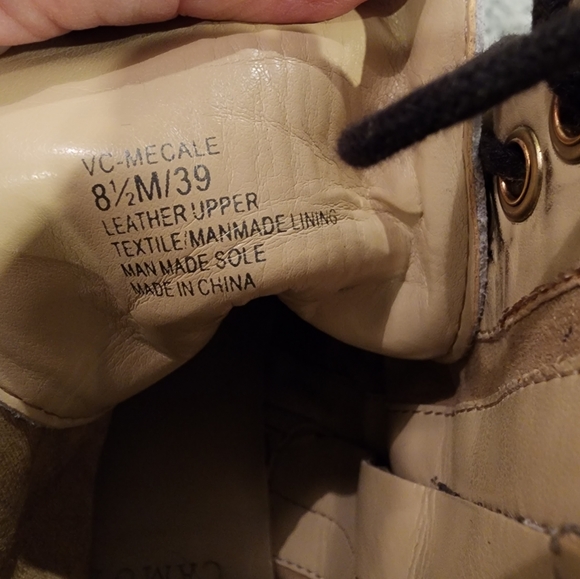 VC-MECALE
8½M/39
LEATHER UPPER
TEXTILE/MANMADE LINING
MAN MADE SOLE
MADE IN CHINA